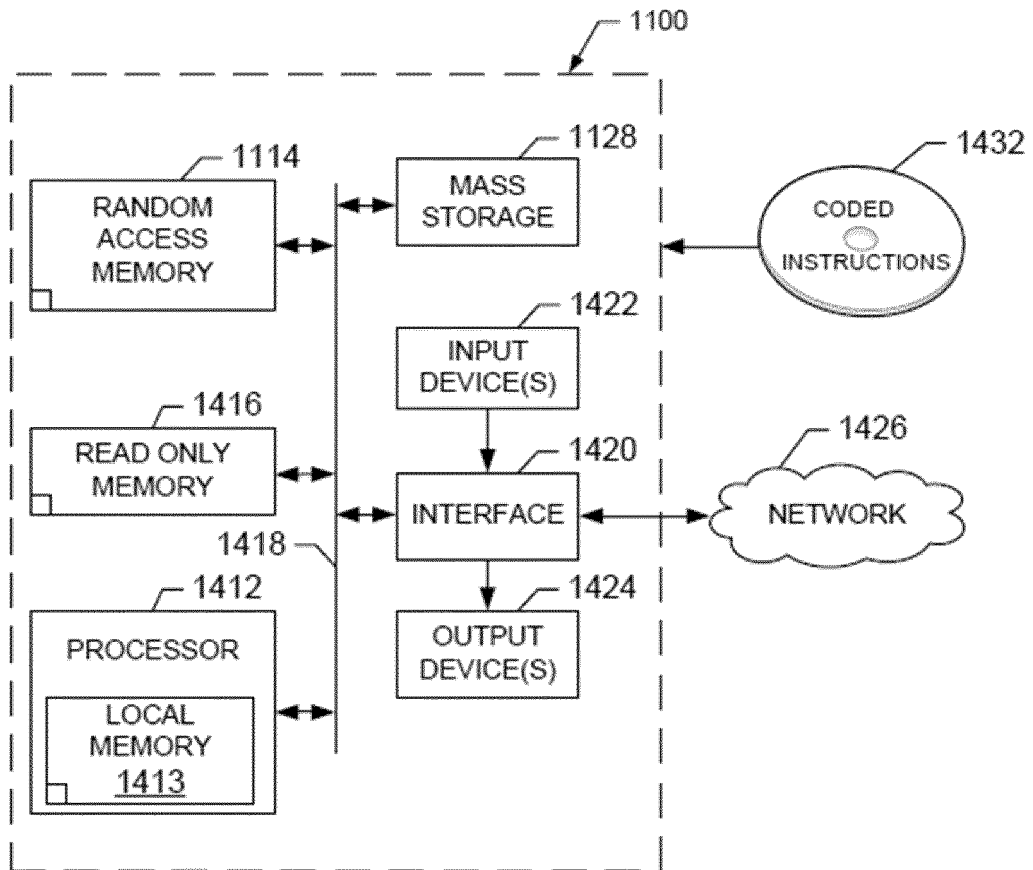 1100
1114
RANDOM
ACCESS
MEMORY
1128
MASS
STORAGE
1432
CODED
INSTRUCTIONS
1422
INPUT
DEVICE(S)
1416
READ ONLY
MEMORY
1420
INTERFACE
1426
NETWORK
1418
1412
PROCESSOR
LOCAL
MEMORY
1413
1424
OUTPUT
DEVICE(S)